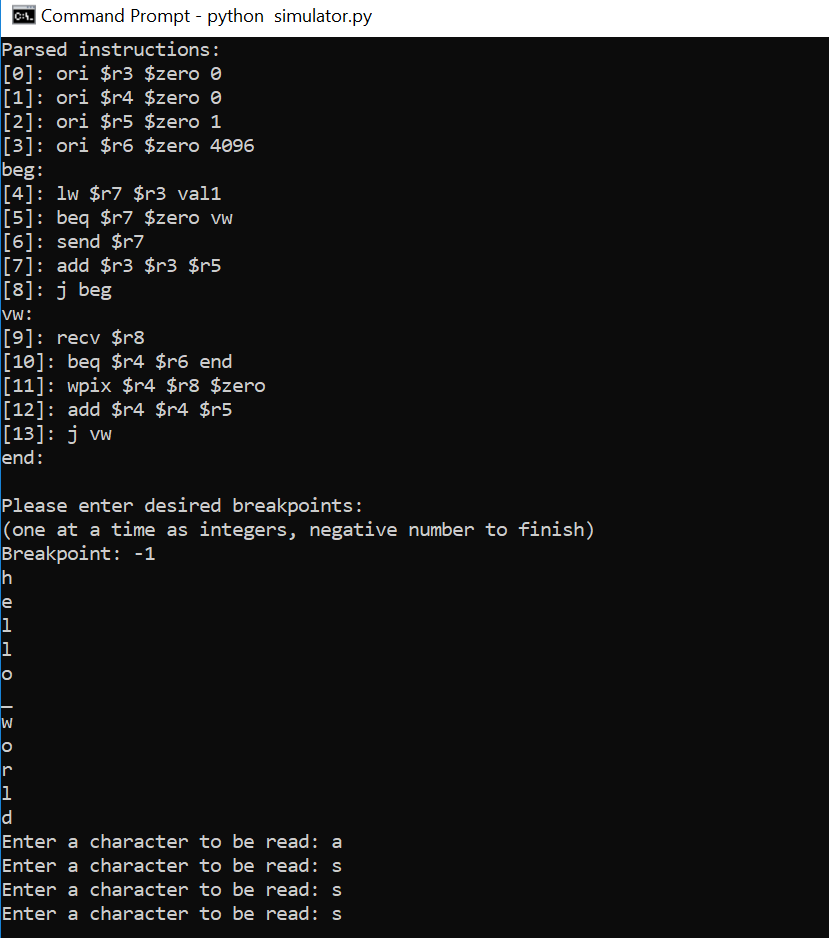 Command Prompt - python  simulator.py
Parsed instructions:
[0]: ori $r3 $zero 0
[1]: ori $r4 $zero 0
[2]: ori $r5 $zero 1
[3]: ori $r6 $zero 4096
beg:
[4]: lw $r7 $r3 val1
[5]: beq $r7 $zero vw
[6]: send $r7
[7]: add $r3 $r3 $r5
[8]: j beg
vw:
[9]: recv $r8
[10]: beq $r4 $r6 end
[11]: wpix $r4 $r8 $zero
[12]: add $r4 $r4 $r5
[13]: j vw
end:
Please enter desired breakpoints:
(one at a time as integers, negative number to finish)
Breakpoint: -1
h
e
l
l
o
_
w
o
r
l
d
Enter a character to be read: a
Enter a character to be read: s
Enter a character to be read: s
Enter a character to be read: s